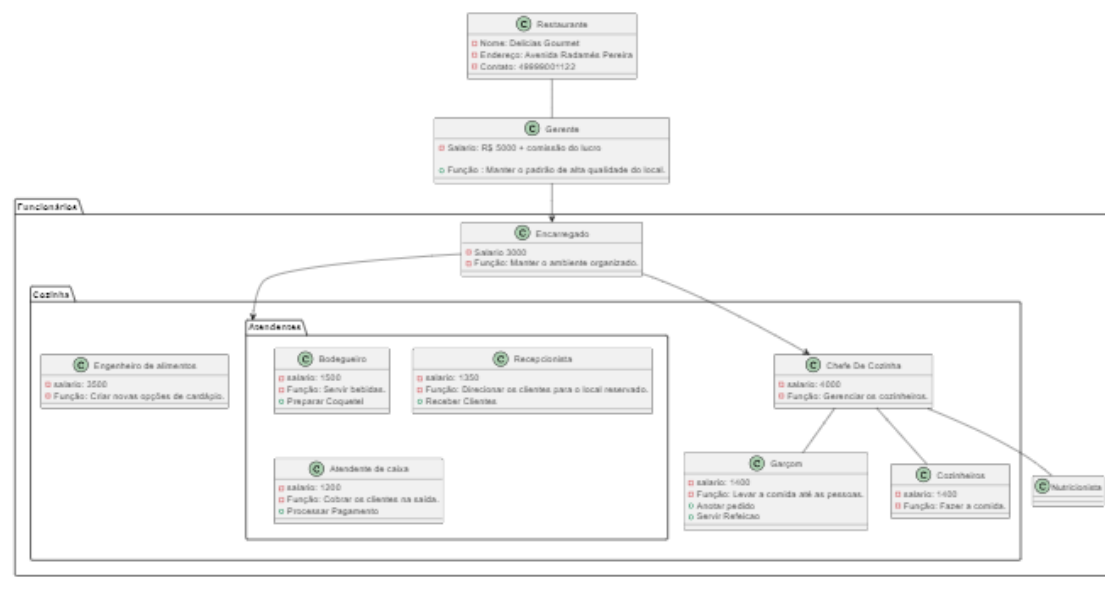 C Restaurante
Nome: Delícias Gourmet
Endereço: Avenida Radamés Pereira
Contato: 49999001122
C Gerente
Salario: R$ 5000 + comissão do lucro
Função : Manter o padrão de alta qualidade do local.
Funcionários
C Encarregado
Salario 3000
Função: Manter o ambiente organizado.
Cozinha
Atendentes
C Engenheiro de alimentos
salario: 3500
Função: Criar novas opções de cardápio.
C Bodegueiro
salario: 1500
Função: Servir bebidas.
Preparar Coquetel
C Recepcionista
salario: 1350
Função: Direcionar os clientes para o local reservado.
Receber Clientes
C Chefe De Cozinha
salario: 4000
Função: Gerenciar os cozinheiros.
C Atendente de caixa
salario: 1200
Função: Cobrar os clientes na saída.
Processar Pagamento
C Garçom
salario: 1400
Função: Levar a comida até as pessoas.
Anotar pedido
Servir Refeicao
C Cozinheiros
salario: 1400
Função: Fazer a comida.
C Nutricionista